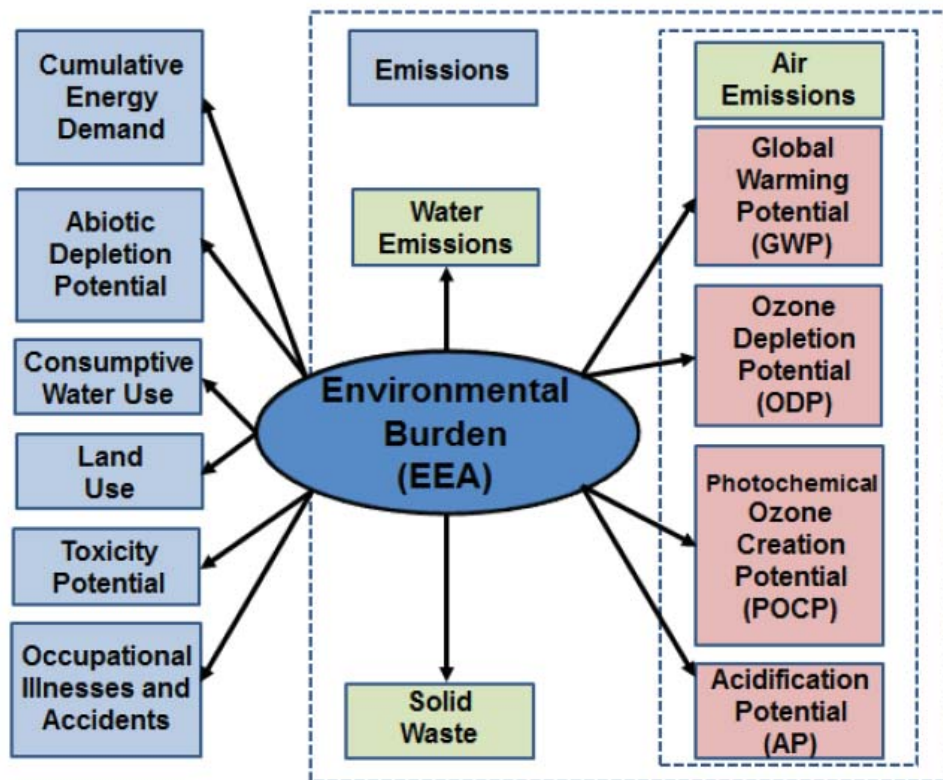 Cumulative
Energy
Demand
Abiotic
Depletion
Potential
Consumptive
Water Use
Land
Use
Toxicity
Potential
Occupational
Illnesses and
Accidents
Emissions
Water
Emissions
Environmental
Burden
(EEA)
Solid
Waste
Air
Emissions
Global
Warming
Potential
(GWP)
Ozone
Depletion
Potential
(ODP)
Photochemical
Ozone
Creation
Potential
(POCP)
Acidification
Potential
(AP)